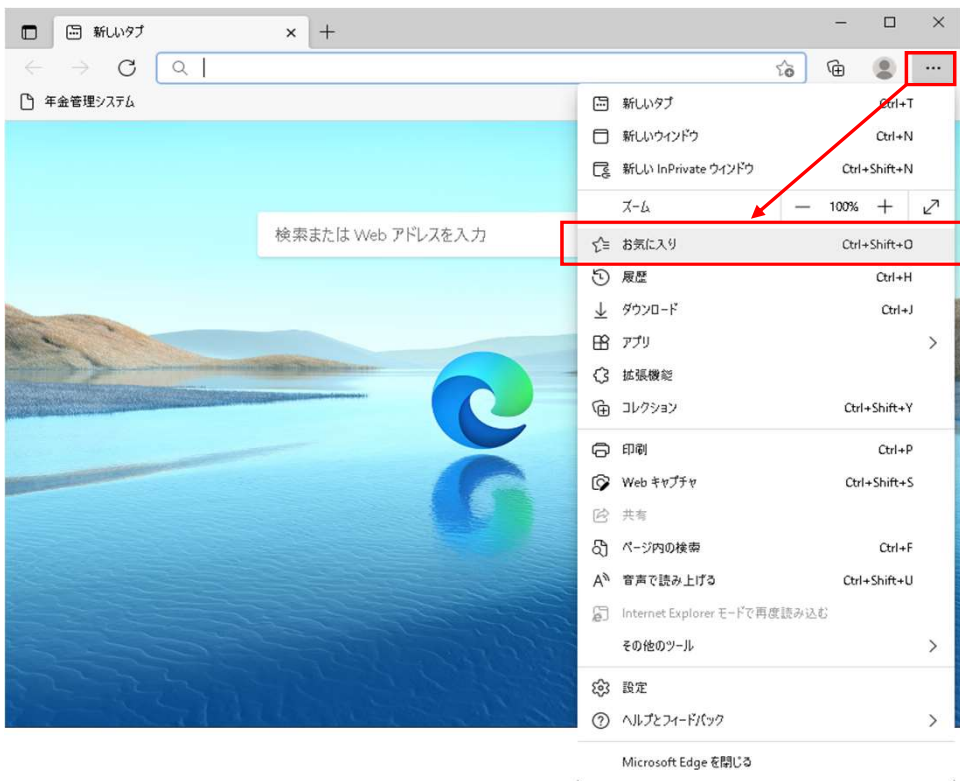 新しいタブ
年金管理システム
検索または Web アドレスを入力
新しいタブ Ctrl+T
新しいウィンドウ Ctrl+N
新しい InPrivate ウィンドウ Ctrl+Shift+N
ズーム 100%
お気に入り Ctrl+Shift+O
履歴 Ctrl+H
ダウンロード Ctrl+J
アプリ
拡張機能
コレクション Ctrl+Shift+Y
印刷 Ctrl+P
Web キャプチャ Ctrl+Shift+S
共有
ページ内の検索 Ctrl+F
音声で読み上げる Ctrl+Shift+U
Internet Explorer モードで再度読み込む
その他のツール
設定
ヘルプとフィードバック
Microsoft Edge を閉じる